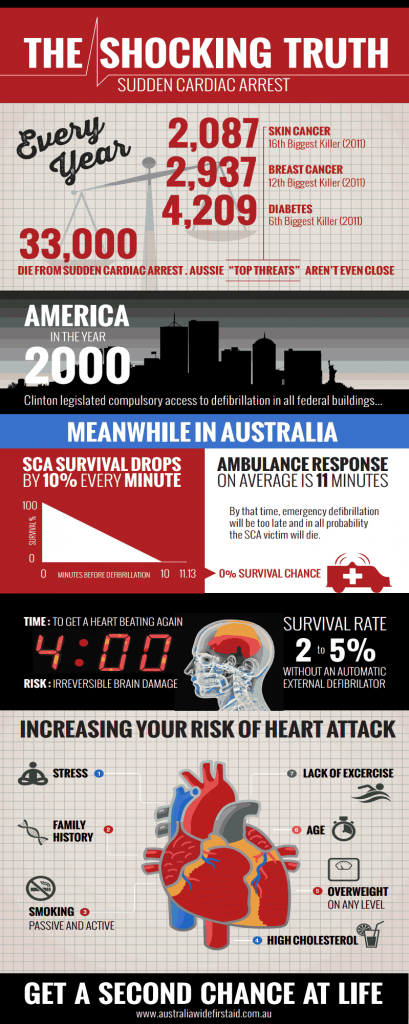 THE SHOCKING TRUTH
SUDDEN CARDIAC ARREST
Every
Year
2,087
SKIN CANCER
16th Biggest Killer (2011)
2,937
BREAST CANCER
12th Biggest Killer (2011)
4,209
DIABETES
6th Biggest Killer (2011)
33,000
DIE FROM SUDDEN CARDIAC ARREST . AUSSIE "TOP THREATS" AREN'T EVEN CLOSE
AMERICA
IN THE YEAR
2000
Clinton legislated compulsory access to defibrillation in all federal buildings...
MEANWHILE IN AUSTRALIA
SCA SURVIVAL DROPS
BY 10% EVERY MINUTE
100
SURVIVAL %
0
0 MINUTES BEFORE DEFIBRILLATION 10 11.13
AMBULANCE RESPONSE
ON AVERAGE IS 11 MINUTES
By that time, emergency defibrillation
will be too late and in all probability
the SCA victim will die.
0% SURVIVAL CHANCE
TIME : TO GET A HEART BEATING AGAIN
4:00
RISK : IRREVERSIBLE BRAIN DAMAGE
SURVIVAL RATE
2 to 5%
WITHOUT AN AUTOMATIC
EXTERNAL DEFIBRILATOR
INCREASING YOUR RISK OF HEART ATTACK
STRESS 1
FAMILY
HISTORY 2
SMOKING 3
PASSIVE AND ACTIVE
7 LACK OF EXCERCISE
6 AGE
5 OVERWEIGHT
ON ANY LEVEL
4 HIGH CHOLESTEROL
GET A SECOND CHANCE AT LIFE
www.australiawidefirstaid.com.au